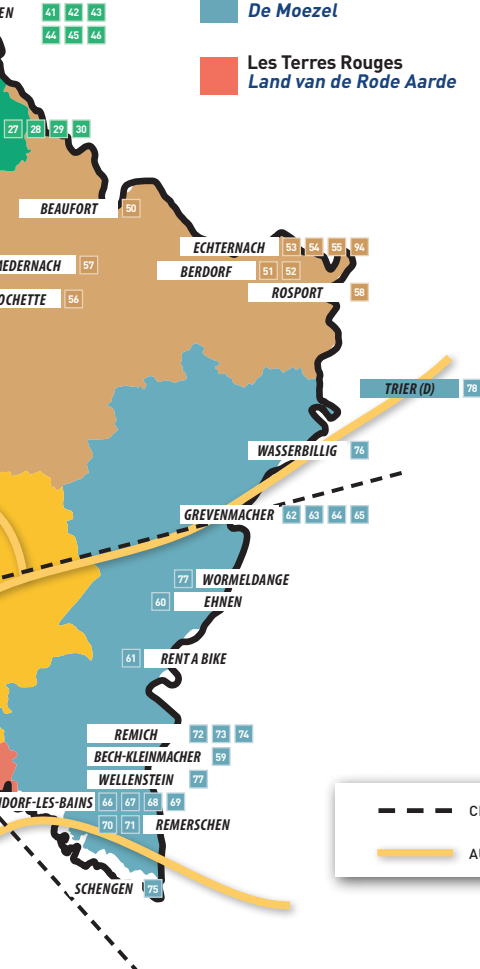 41 42 43
44 45 46
De Moezel
Les Terres Rouges
Land van de Rode Aarde
27 28 29 30
BEAUFORT 50
ECHTERNACH 53 54 55 94
57
BERDORF 51 52
ROSPORT 58
56
TRIER (D) 78
WASSERBILLIG 76
GREVENMACHER 62 63 64 65
77 WORMELDANGE
60 EHNEN
61 RENT A BIKE
REMICH 72 73 74
BECH-KLEINMACHER 59
WELLENSTEIN 77
NDORF-LES-BAINS 66 67 68 69
70 71 REMERSCHEN
SCHENGEN 75